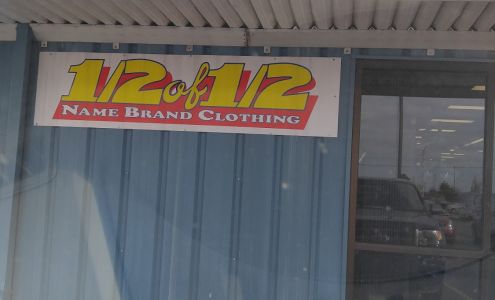 1/2 of 1/2
NAME BRAND CLOTHING